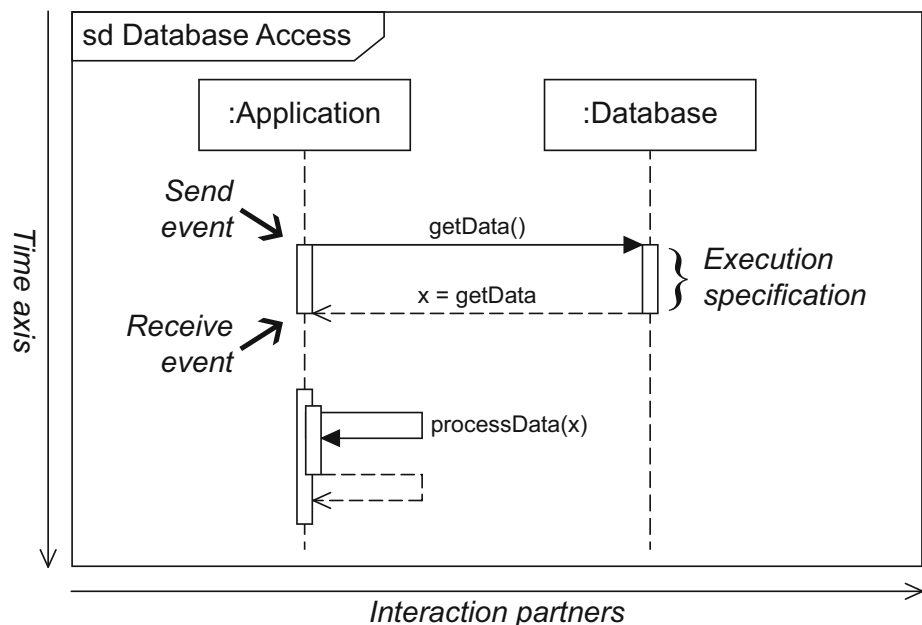 sd Database Access
:Application
:Database
Send
event
getData()
Execution
specification
x = getData
Receive
event
processData(x)
Time axis
Interaction partners